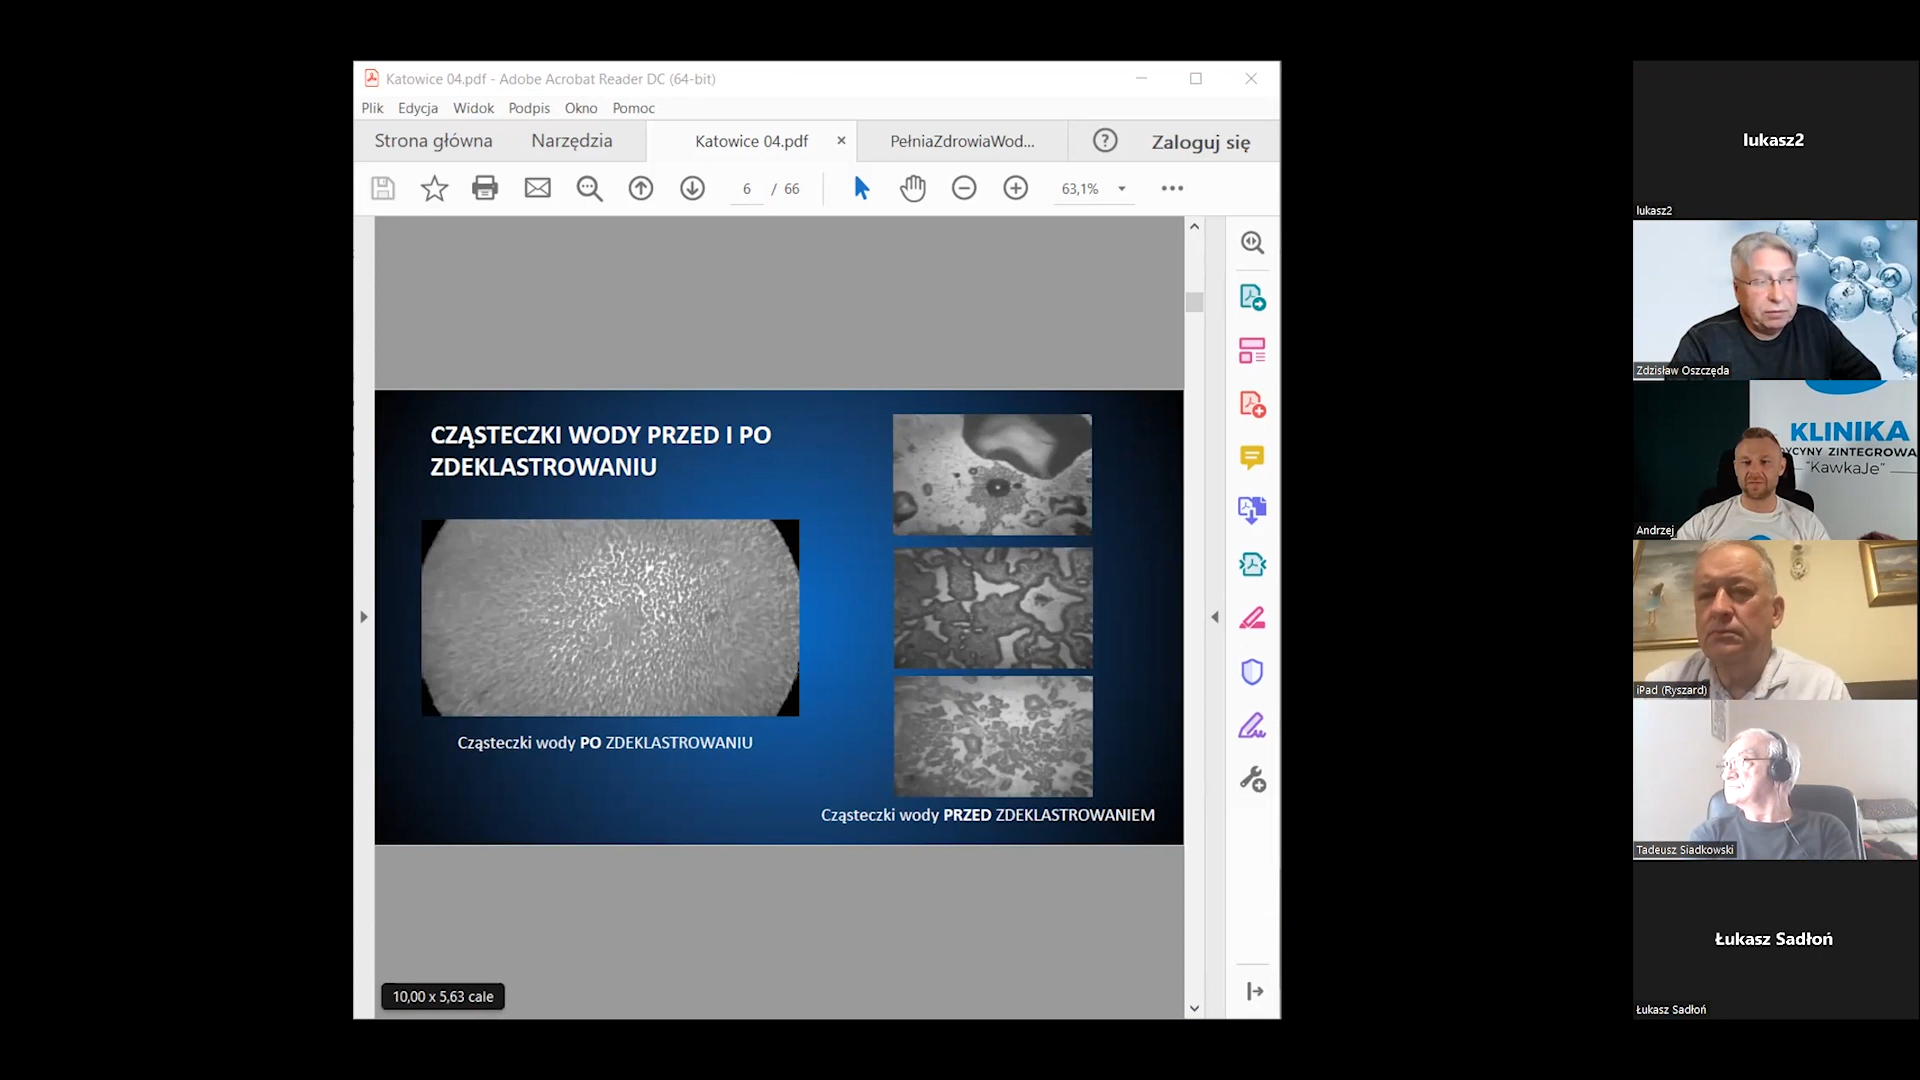 Katowice 04.pdf - Adobe Acrobat Reader DC (64-bit)
Plik Edycja Widok Podpis Okno Pomoc
Strona główna Narzędzia Katowice 04.pdf PełniaZdrowiaWod... Zaloguj się
6 / 66 63,1%
CZĄSTECZKI WODY PRZED I PO
ZDEKLASTROWANIU
Cząsteczki wody PO ZDEKLASTROWANIU
Cząsteczki wody PRZED ZDEKLASTROWANIEM
10,00 x 5,63 cale
lukasz2
lukasz2
Zdzisław Oszczęda
KLINIKA
YCYNY ZINTEGROWA
"KawkaJe"
Andrzej
iPad (Ryszard)
Tadeusz Siadkowski
Łukasz Sadłoń
Łukasz Sadłoń